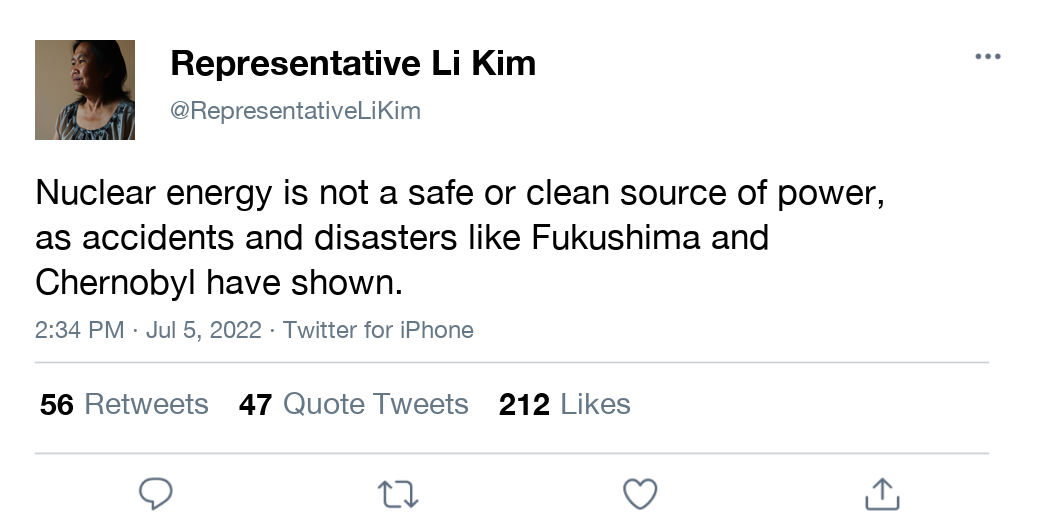 Representative Li Kim
@RepresentativeLiKim
Nuclear energy is not a safe or clean source of power,
as accidents and disasters like Fukushima and
Chernobyl have shown.
2:34 PM · Jul 5, 2022 · Twitter for iPhone
56 Retweets 47 Quote Tweets 212 Likes